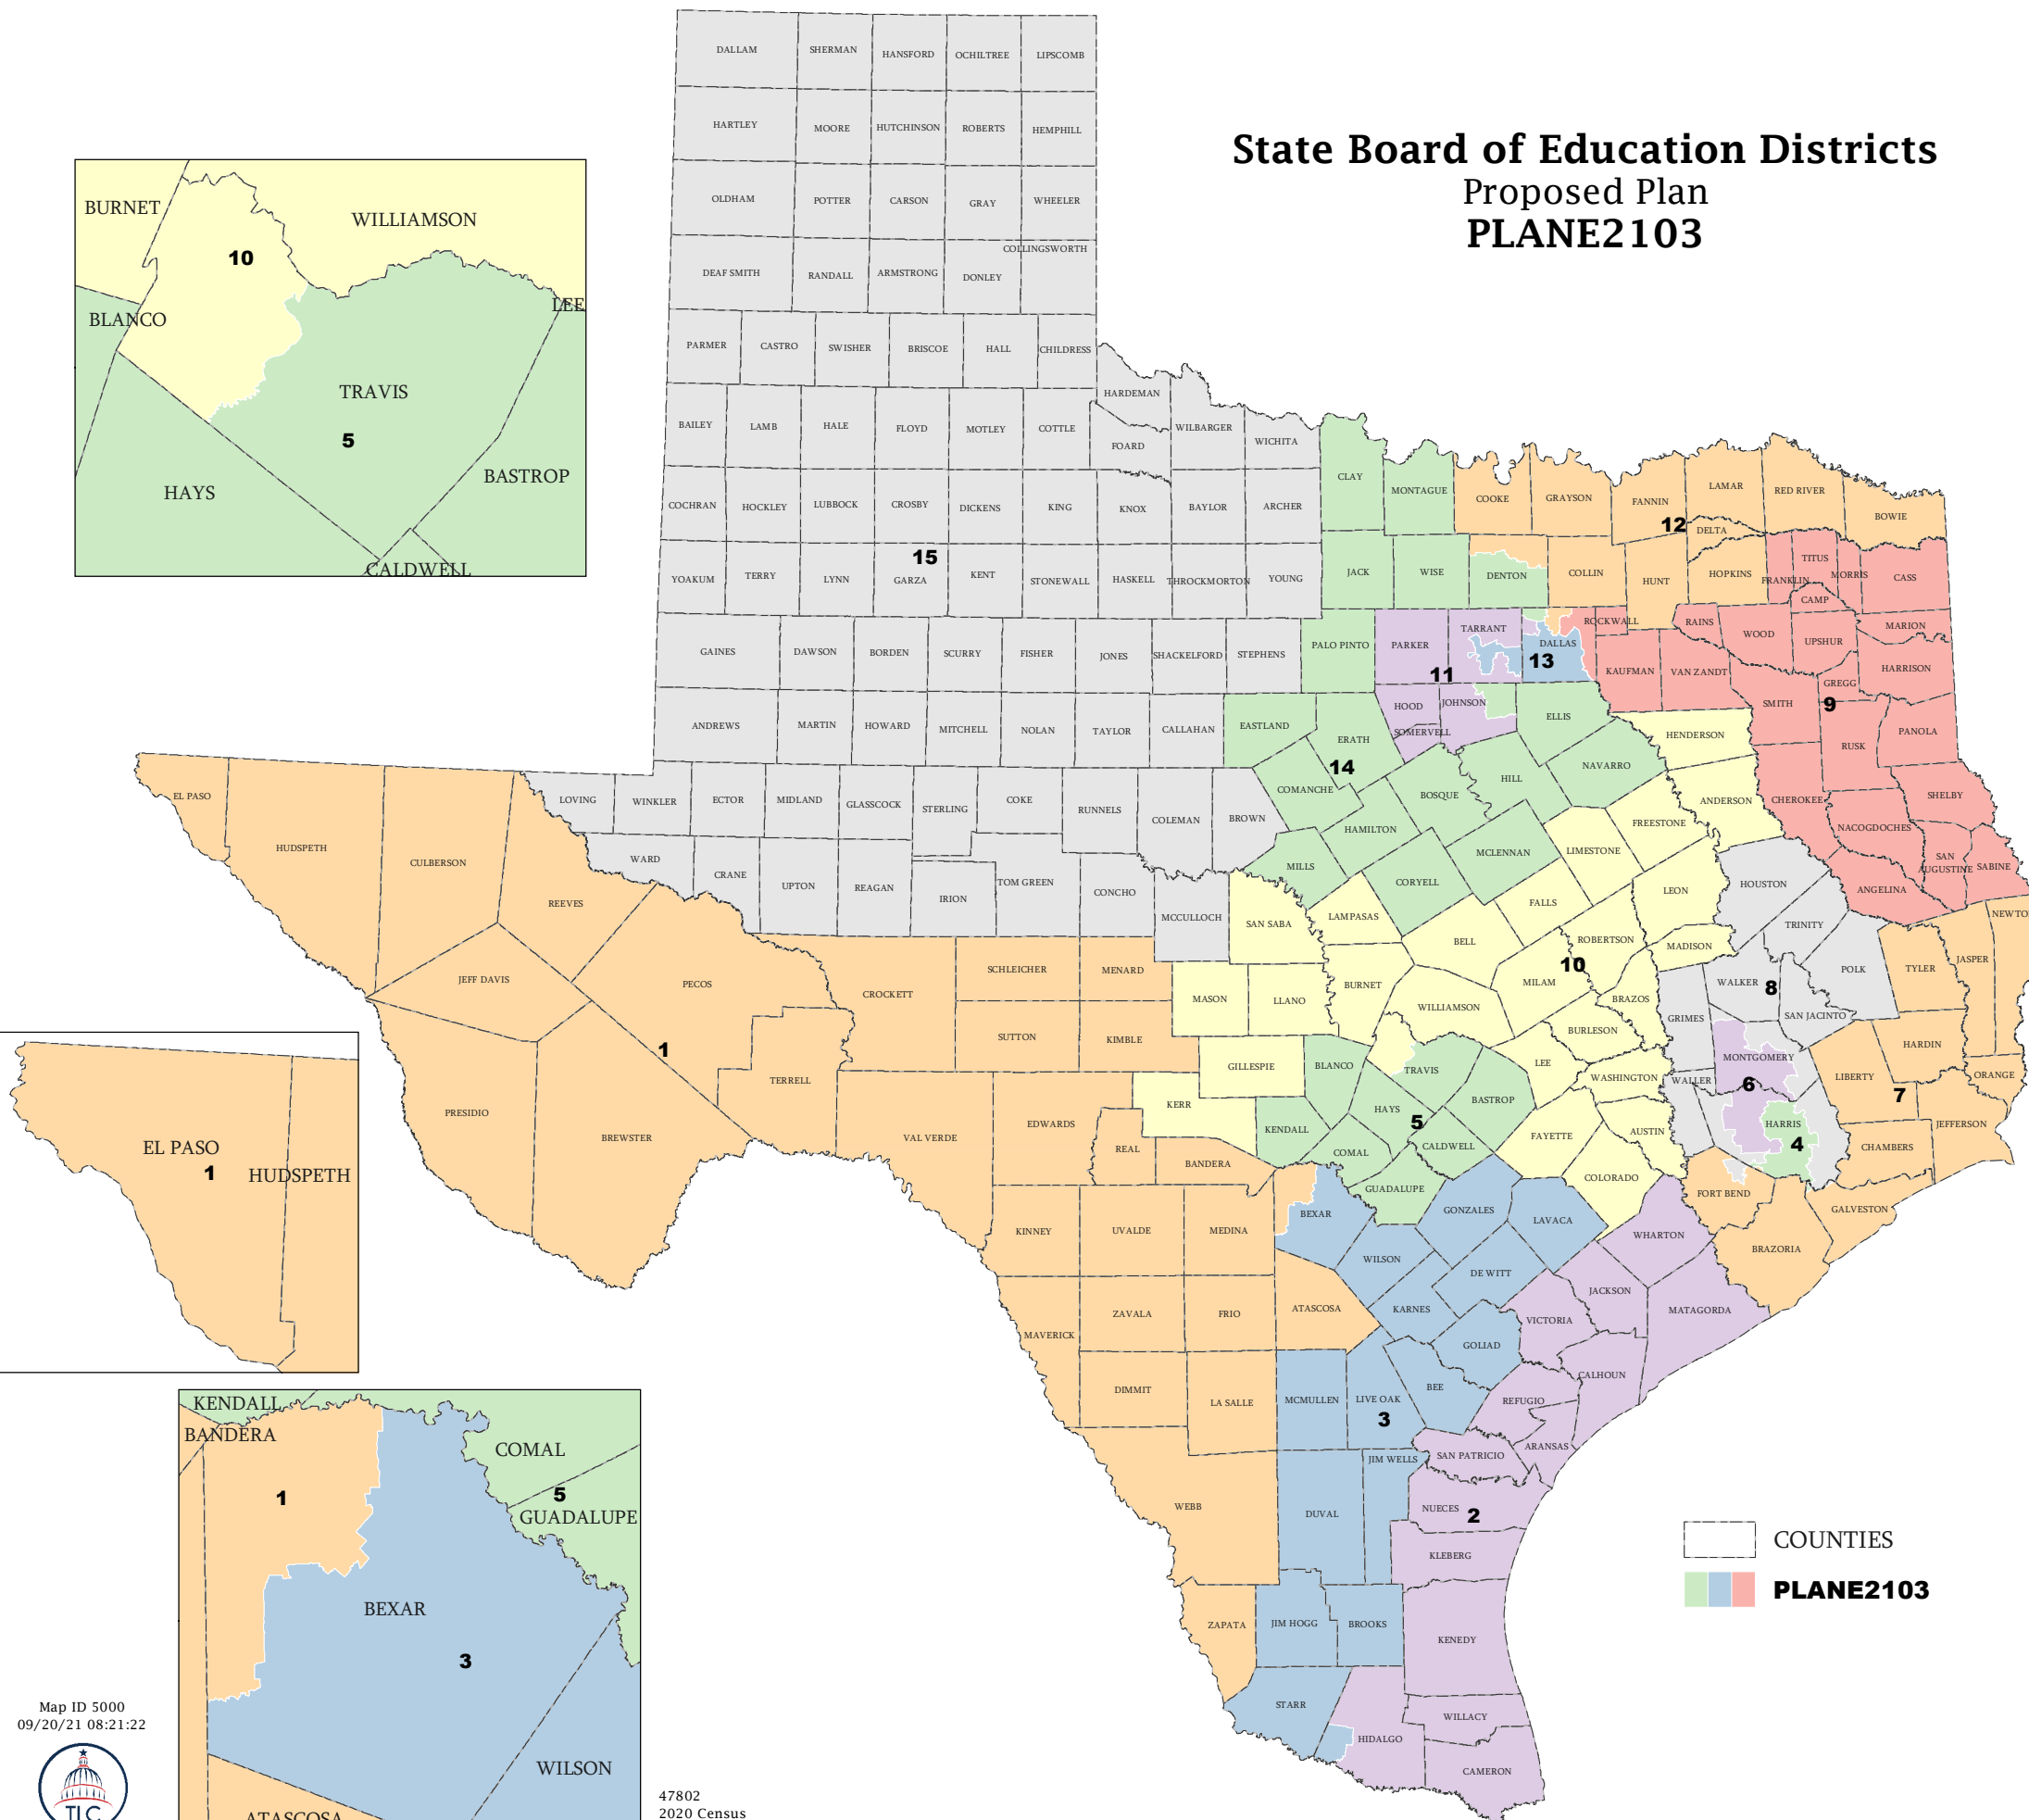 State Board of Education Districts
Proposed Plan
PLANE2103
DALLAM
SHERMAN
HANSFORD
OCHILTREE
LIPSCOMB
HARTLEY
MOORE
HUTCHINSON
ROBERTS
HEMPHILL
OLDHAM
POTTER
CARSON
GRAY
WHEELER
DEAF SMITH
RANDALL
ARMSTRONG
DONLEY
COLLINGSWORTH
PARMER
CASTRO
SWISHER
BRISCOE
HALL
CHILDRESS
HARDEMAN
BAILEY
LAMB
HALE
FLOYD
MOTLEY
COTTLE
FOARD
WILBARGER
WICHITA
CLAY
MONTAGUE
COOKE
GRAYSON
FANNIN
LAMAR
RED RIVER
BOWIE
12
DELTA
COCHRAN
HOCKLEY
LUBBOCK
CROSBY
DICKENS
KING
KNOX
BAYLOR
ARCHER
15
YOAKUM
TERRY
LYNN
GARZA
KENT
STONEWALL
HASKELL
THROCKMORTON
YOUNG
JACK
WISE
DENTON
COLLIN
HUNT
HOPKINS
FRANKLIN
TITUS
MORRIS
CASS
CAMP
GAINES
DAWSON
BORDEN
SCURRY
FISHER
JONES
SHACKELFORD
STEPHENS
PALO PINTO
PARKER
TARRANT
DALLAS
ROCKWALL
RAINS
WOOD
UPSHUR
MARION
11
13
KAUFMAN
VAN ZANDT
SMITH
GREGG
HARRISON
9
ANDREWS
MARTIN
HOWARD
MITCHELL
NOLAN
TAYLOR
CALLAHAN
EASTLAND
ERATH
HOOD
JOHNSON
SOMERVELL
ELLIS
HENDERSON
RUSK
PANOLA
14
COMANCHE
BOSQUE
HILL
NAVARRO
ANDERSON
CHEROKEE
SHELBY
EL PASO
HUDSPETH
CULBERSON
REEVES
LOVING
WINKLER
ECTOR
MIDLAND
GLASSCOCK
STERLING
COKE
RUNNELS
COLEMAN
BROWN
HAMILTON
MCLENNAN
LIMESTONE
FREESTONE
NACOGDOCHES
WARD
CRANE
UPTON
REAGAN
IRION
TOM GREEN
CONCHO
MCCULLOCH
MILLS
CORYELL
FALLS
LEON
HOUSTON
ANGELINA
SAN
AUGUSTINE
SABINE
SAN SABA
LAMPASAS
BELL
ROBERTSON
MADISON
TRINITY
NEWTO
JEFF DAVIS
PECOS
CROCKETT
SCHLEICHER
MENARD
MASON
LLANO
BURNET
WILLIAMSON
MILAM
10
BRAZOS
WALKER
8
POLK
TYLER
JASPER
SUTTON
KIMBLE
GRIMES
SAN JACINTO
BURLESON
1
TERRELL
GILLESPIE
BLANCO
TRAVIS
LEE
WASHINGTON
WALLER
MONTGOMERY
6
LIBERTY
HARDIN
ORANGE
7
PRESIDIO
BREWSTER
VAL VERDE
EDWARDS
KERR
KENDALL
HAYS
5
BASTROP
CALDWELL
FAYETTE
AUSTIN
HARRIS
4
CHAMBERS
JEFFERSON
REAL
BANDERA
COMAL
GUADALUPE
COLORADO
FORT BEND
GALVESTON
KINNEY
UVALDE
MEDINA
BEXAR
GONZALES
LAVACA
WHARTON
BRAZORIA
WILSON
DE WITT
JACKSON
MATAGORDA
MAVERICK
ZAVALA
FRIO
ATASCOSA
KARNES
GOLIAD
VICTORIA
CALHOUN
DIMMIT
LA SALLE
MCMULLEN
LIVE OAK
3
BEE
REFUGIO
ARANSAS
SAN PATRICIO
JIM WELLS
WEBB
DUVAL
NUECES
2
KLEBERG
ZAPATA
JIM HOGG
BROOKS
KENEDY
STARR
HIDALGO
WILLACY
CAMERON
BURNET
WILLIAMSON
10
BLANCO
LEE
TRAVIS
5
HAYS
BASTROP
CALDWELL
EL PASO
1
HUDSPETH
KENDALL
BANDERA
COMAL
1
5
GUADALUPE
BEXAR
3
WILSON
ATASCOSA
COUNTIES
PLANE2103
Map ID 5000
09/20/21 08:21:22
TLC
47802
2020 Census